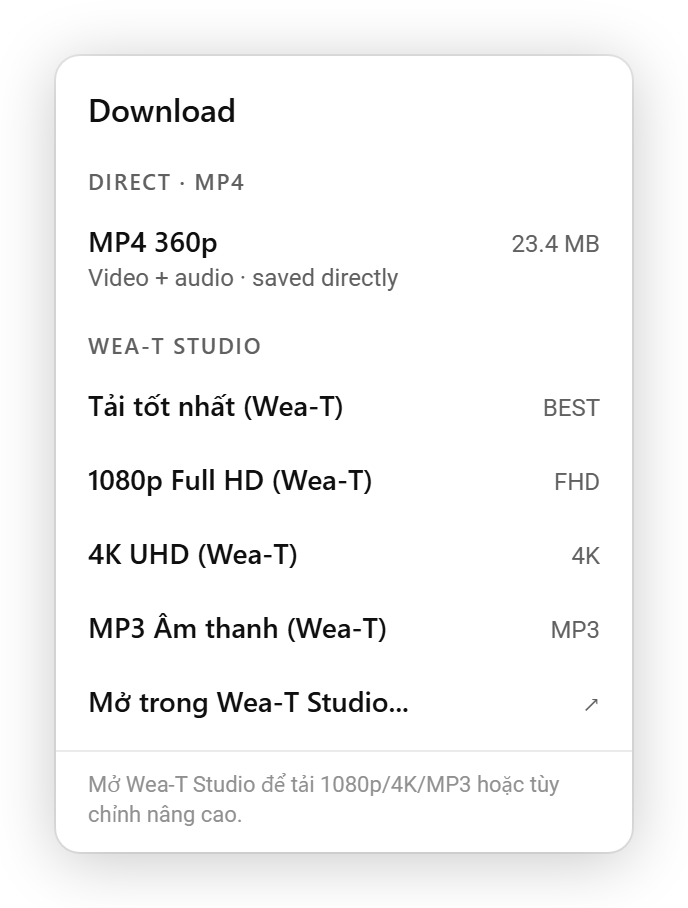 Download
DIRECT · MP4
MP4 360p 23.4 MB
Video + audio · saved directly
WEA-T STUDIO
Tải tốt nhất (Wea-T) BEST
1080p Full HD (Wea-T) FHD
4K UHD (Wea-T) 4K
MP3 Âm thanh (Wea-T) MP3
Mở trong Wea-T Studio... ↗
Mở Wea-T Studio để tải 1080p/4K/MP3 hoặc tùy
chỉnh nâng cao.